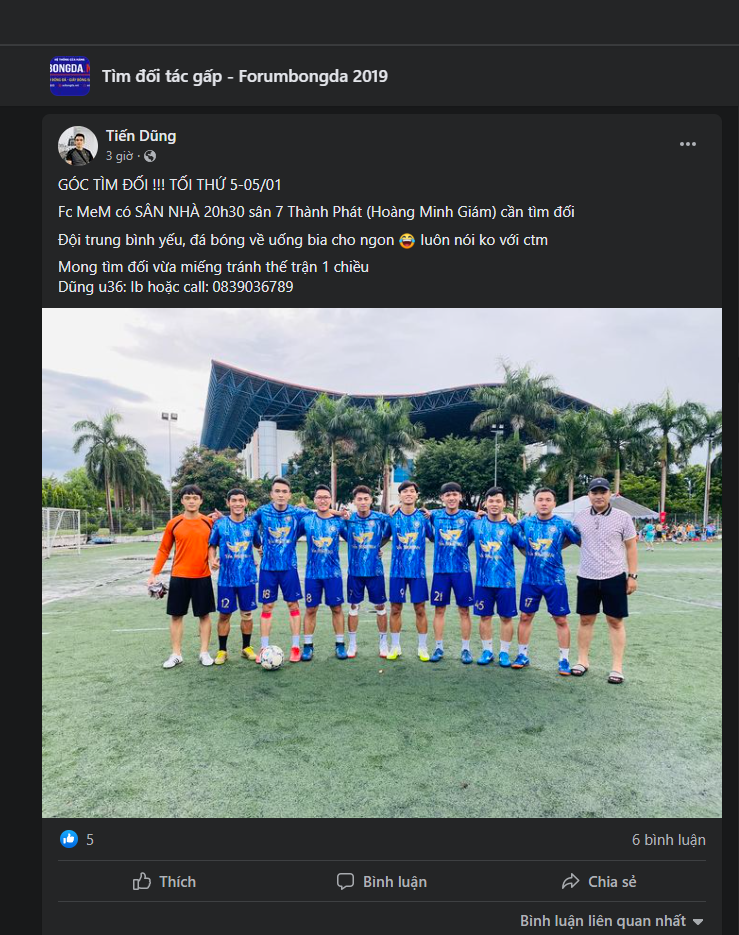 BONGDA
Tìm đối tác gấp - Forumbongda 2019
Tiến Dũng
3 giờ ·
GÓC TÌM ĐỐI !!! TỐI THỨ 5-05/01
Fc MeM có SÂN NHÀ 20h30 sân 7 Thành Phát (Hoàng Minh Giám) cần tìm đối
Đội trung bình yếu, đá bóng về uống bia cho ngon 😂 luôn nói ko với ctm
Mong tìm đối vừa miếng tránh thế trận 1 chiều
Dũng u36: Ib hoặc call: 0839036789
12 18 8 7 9 21 45 17
5
6 bình luận
Thích Bình luận Chia sẻ
Bình luận liên quan nhất